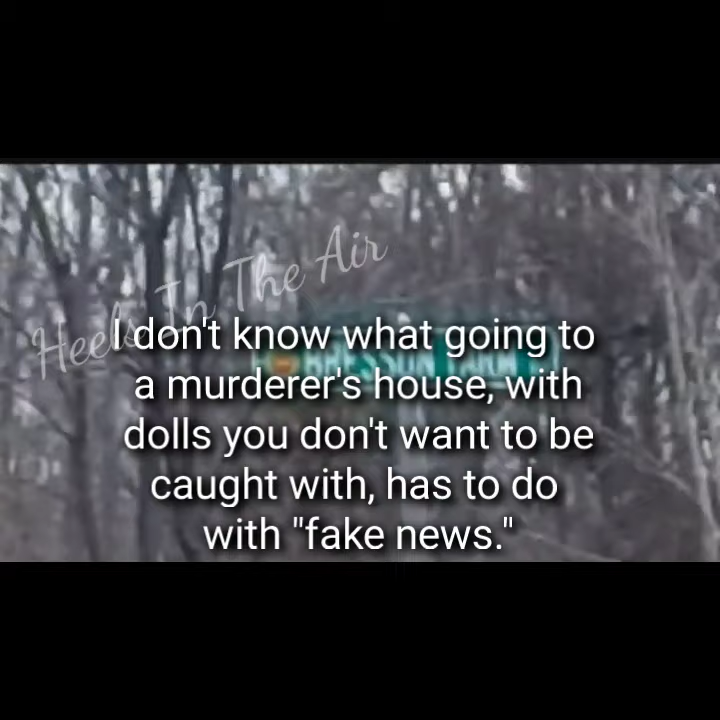 Heels In The Air
I don't know what going to
a murderer's house, with
dolls you don't want to be
caught with, has to do
with "fake news."